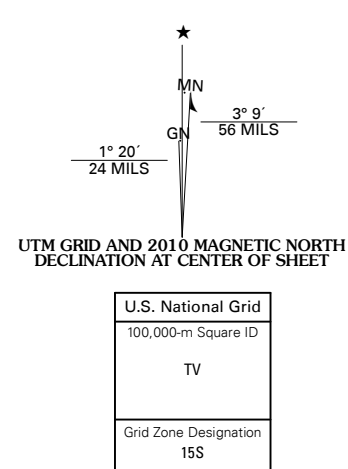 ★
MN
3° 9´
56 MILS
GN
1° 20´
24 MILS
UTM GRID AND 2010 MAGNETIC NORTH
DECLINATION AT CENTER OF SHEET
U.S. National Grid
100,000-m Square ID
TV
Grid Zone Designation
15S